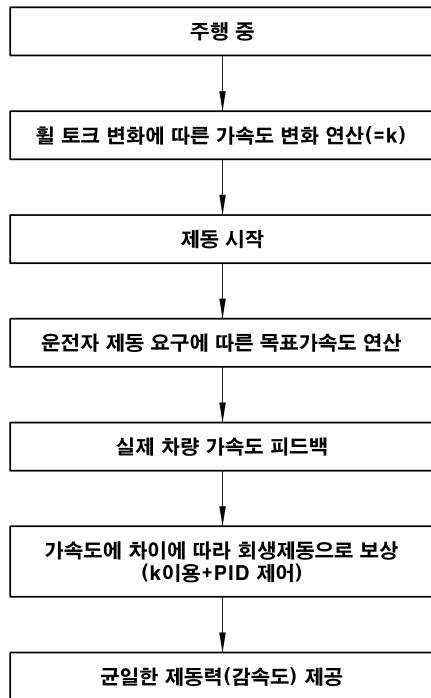 주행 중
휠 토크 변화에 따른 가속도 변화 연산(=k)
제동 시작
운전자 제동 요구에 따른 목표가속도 연산
실제 차량 가속도 피드백
가속도에 차이에 따라 회생제동으로 보상
(k이용+PID 제어)
균일한 제동력(감속도) 제공